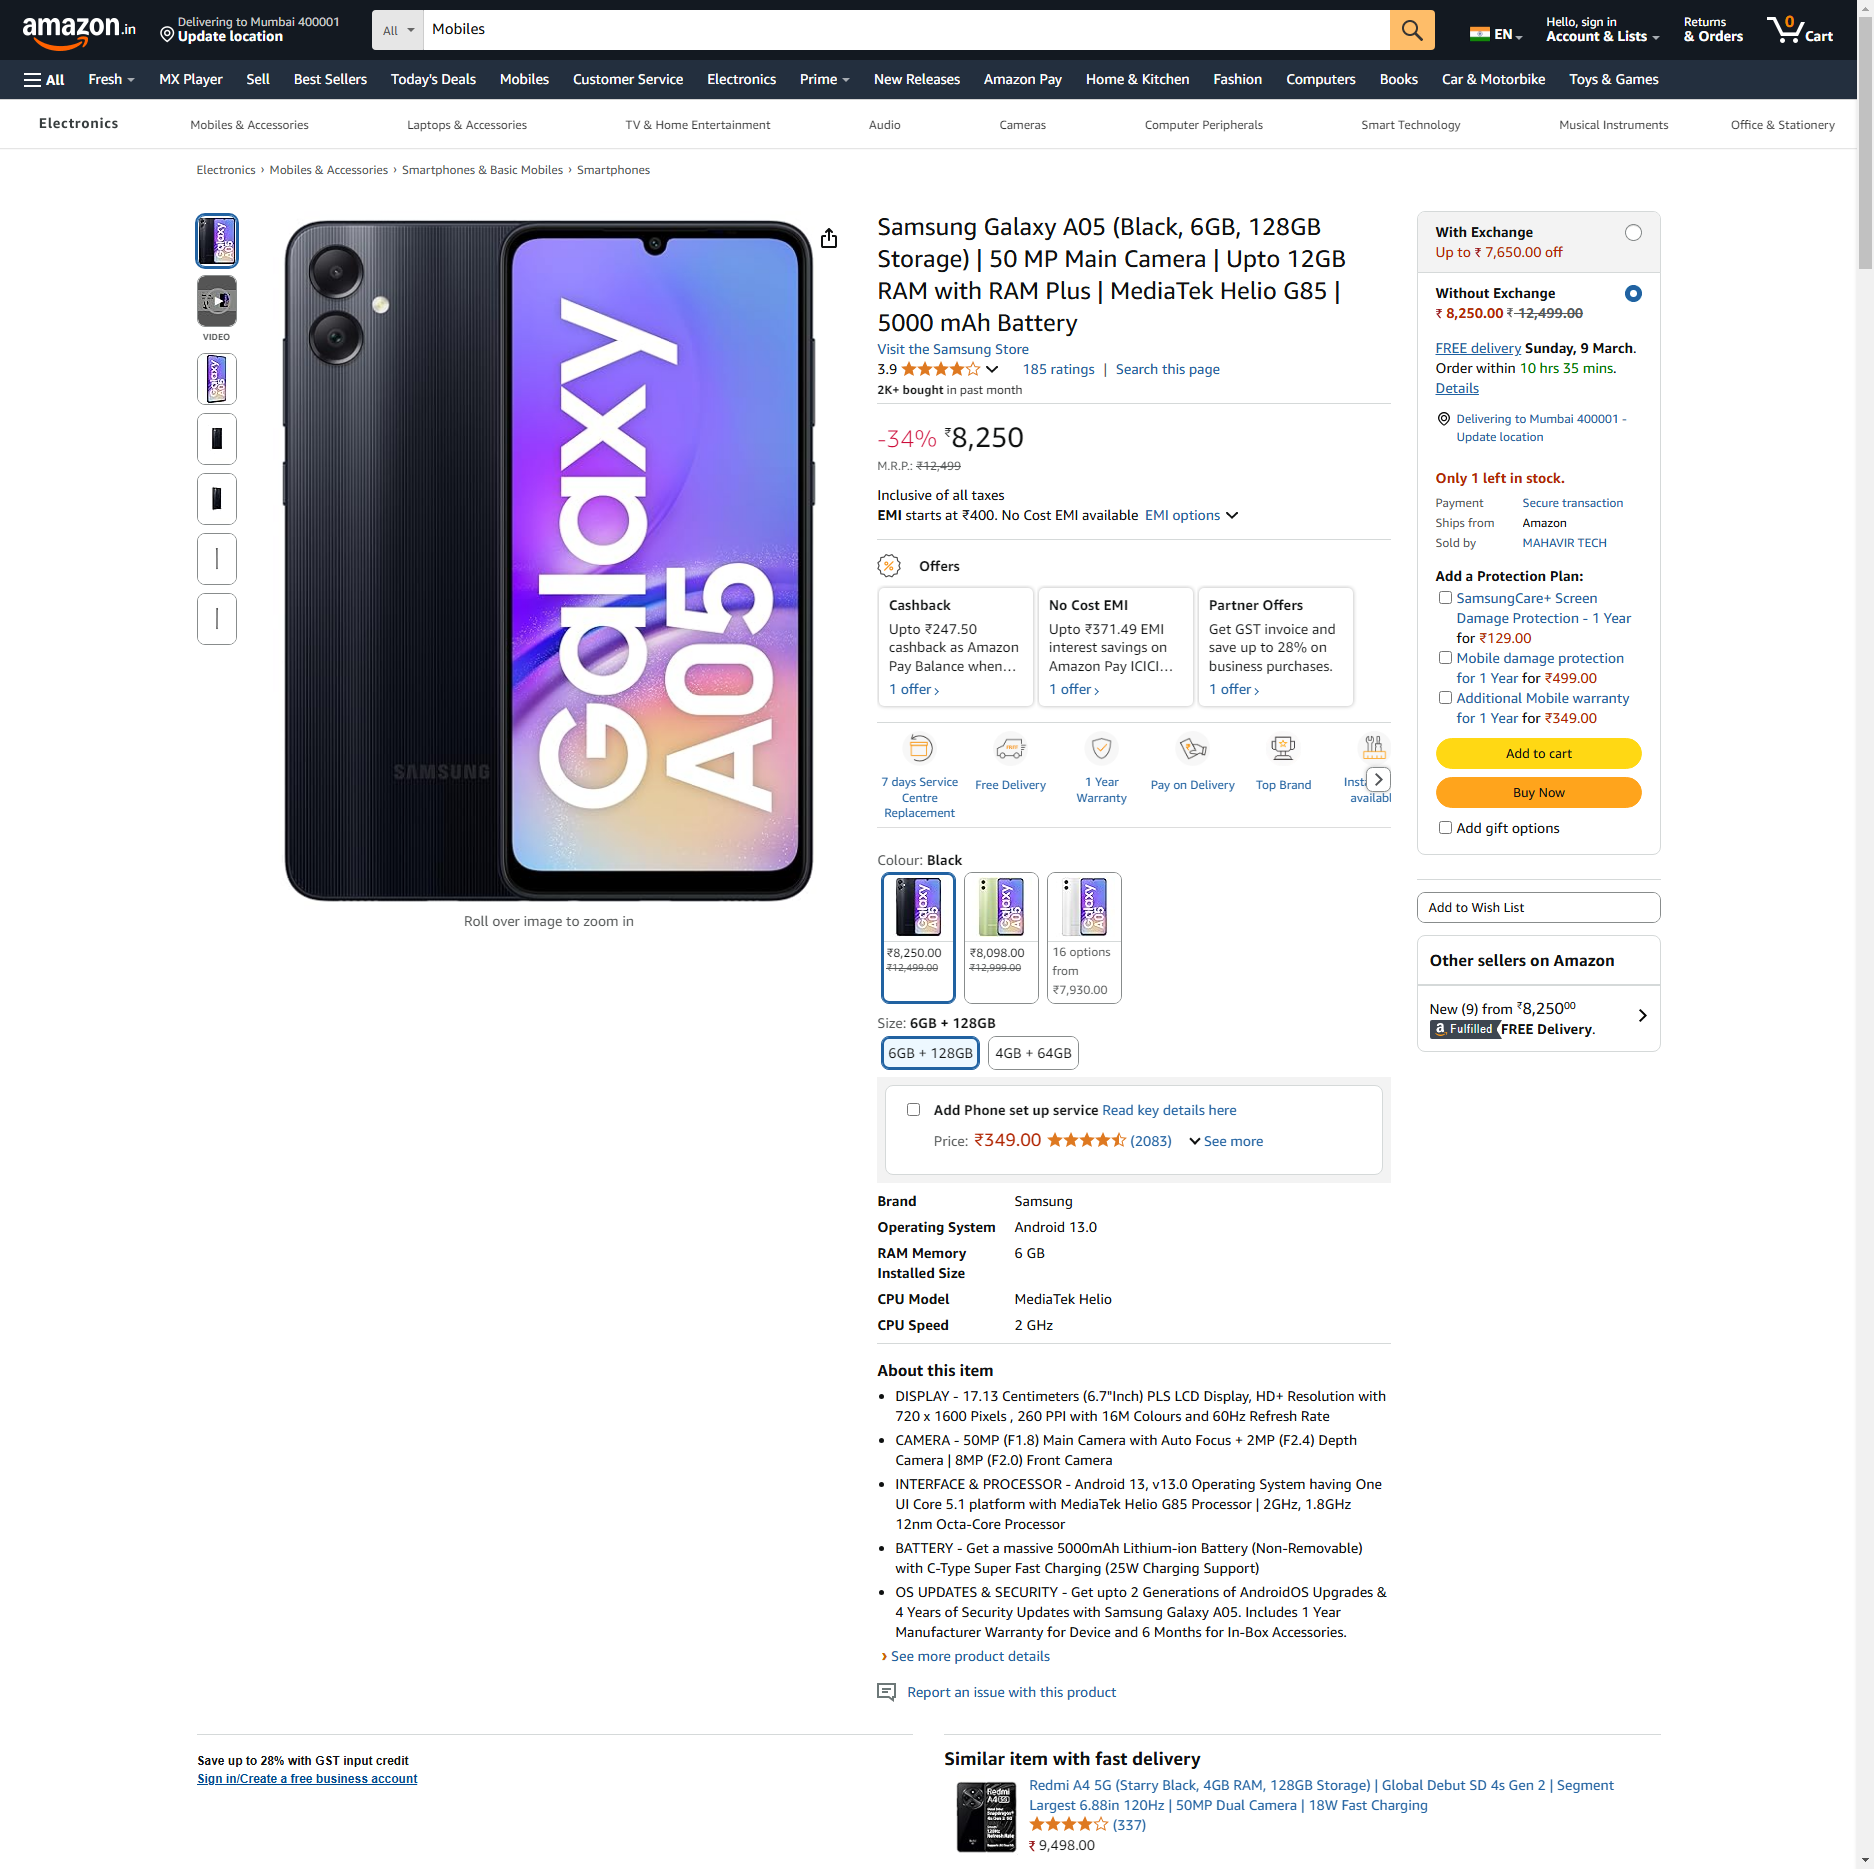 amazon.in
Delivering to Mumbai 400001
Update location
All
Mobiles
EN
Hello, sign in
Account & Lists
Returns
& Orders
0
Cart
All
Fresh
MX Player
Sell
Best Sellers
Today's Deals
Mobiles
Customer Service
Electronics
Prime
New Releases
Amazon Pay
Home & Kitchen
Fashion
Computers
Books
Car & Motorbike
Toys & Games
Electronics
Mobiles & Accessories
Laptops & Accessories
TV & Home Entertainment
Audio
Cameras
Computer Peripherals
Smart Technology
Musical Instruments
Office & Stationery
Electronics › Mobiles & Accessories › Smartphones & Basic Mobiles › Smartphones
VIDEO
SAMSUNG
Galaxy
A05
Roll over image to zoom in
Samsung Galaxy A05 (Black, 6GB, 128GB
Storage) | 50 MP Main Camera | Upto 12GB
RAM with RAM Plus | MediaTek Helio G85 |
5000 mAh Battery
Visit the Samsung Store
3.9
185 ratings | Search this page
2K+ bought in past month
-34% ₹8,250
M.R.P.: ₹12,499
Inclusive of all taxes
EMI starts at ₹400. No Cost EMI available EMI options
Offers
Cashback
Upto ₹247.50
cashback as Amazon
Pay Balance when...
1 offer ›
No Cost EMI
Upto ₹371.49 EMI
interest savings on
Amazon Pay ICICI...
1 offer ›
Partner Offers
Get GST invoice and
save up to 28% on
business purchases.
1 offer ›
7 days Service
Centre
Replacement
Free Delivery
1 Year
Warranty
Pay on Delivery
Top Brand
Insta
availabl
Colour: Black
Galaxy
A05
₹8,250.00
₹12,499.00
Galaxy
A05
₹8,098.00
₹12,999.00
Galaxy
A05
16 options
from
₹7,930.00
Size: 6GB + 128GB
6GB + 128GB
4GB + 64GB
Add Phone set up service Read key details here
Price: ₹349.00 (2083) See more
Brand Samsung
Operating System Android 13.0
RAM Memory 6 GB
Installed Size
CPU Model MediaTek Helio
CPU Speed 2 GHz
About this item
• DISPLAY - 17.13 Centimeters (6.7"Inch) PLS LCD Display, HD+ Resolution with
720 x 1600 Pixels , 260 PPI with 16M Colours and 60Hz Refresh Rate
• CAMERA - 50MP (F1.8) Main Camera with Auto Focus + 2MP (F2.4) Depth
Camera | 8MP (F2.0) Front Camera
• INTERFACE & PROCESSOR - Android 13, v13.0 Operating System having One
UI Core 5.1 platform with MediaTek Helio G85 Processor | 2GHz, 1.8GHz
12nm Octa-Core Processor
• BATTERY - Get a massive 5000mAh Lithium-ion Battery (Non-Removable)
with C-Type Super Fast Charging (25W Charging Support)
• OS UPDATES & SECURITY - Get upto 2 Generations of AndroidOS Upgrades &
4 Years of Security Updates with Samsung Galaxy A05. Includes 1 Year
Manufacturer Warranty for Device and 6 Months for In-Box Accessories.
› See more product details
Report an issue with this product
With Exchange
Up to ₹ 7,650.00 off
Without Exchange
₹ 8,250.00 ₹ 12,499.00
FREE delivery Sunday, 9 March.
Order within 10 hrs 35 mins.
Details
Delivering to Mumbai 400001 -
Update location
Only 1 left in stock.
Payment Secure transaction
Ships from Amazon
Sold by MAHAVIR TECH
Add a Protection Plan:
SamsungCare+ Screen
Damage Protection - 1 Year
for ₹129.00
Mobile damage protection
for 1 Year for ₹499.00
Additional Mobile warranty
for 1 Year for ₹349.00
Add to cart
Buy Now
Add gift options
Add to Wish List
Other sellers on Amazon
New (9) from ₹8,250⁰⁰
a Fulfilled FREE Delivery.
Save up to 28% with GST input credit
Sign in/Create a free business account
Similar item with fast delivery
Redmi
A4 5G
Redmi A4 5G (Starry Black, 4GB RAM, 128GB Storage) | Global Debut SD 4s Gen 2 | Segment
Largest 6.88in 120Hz | 50MP Dual Camera | 18W Fast Charging
(337)
₹ 9,498.00